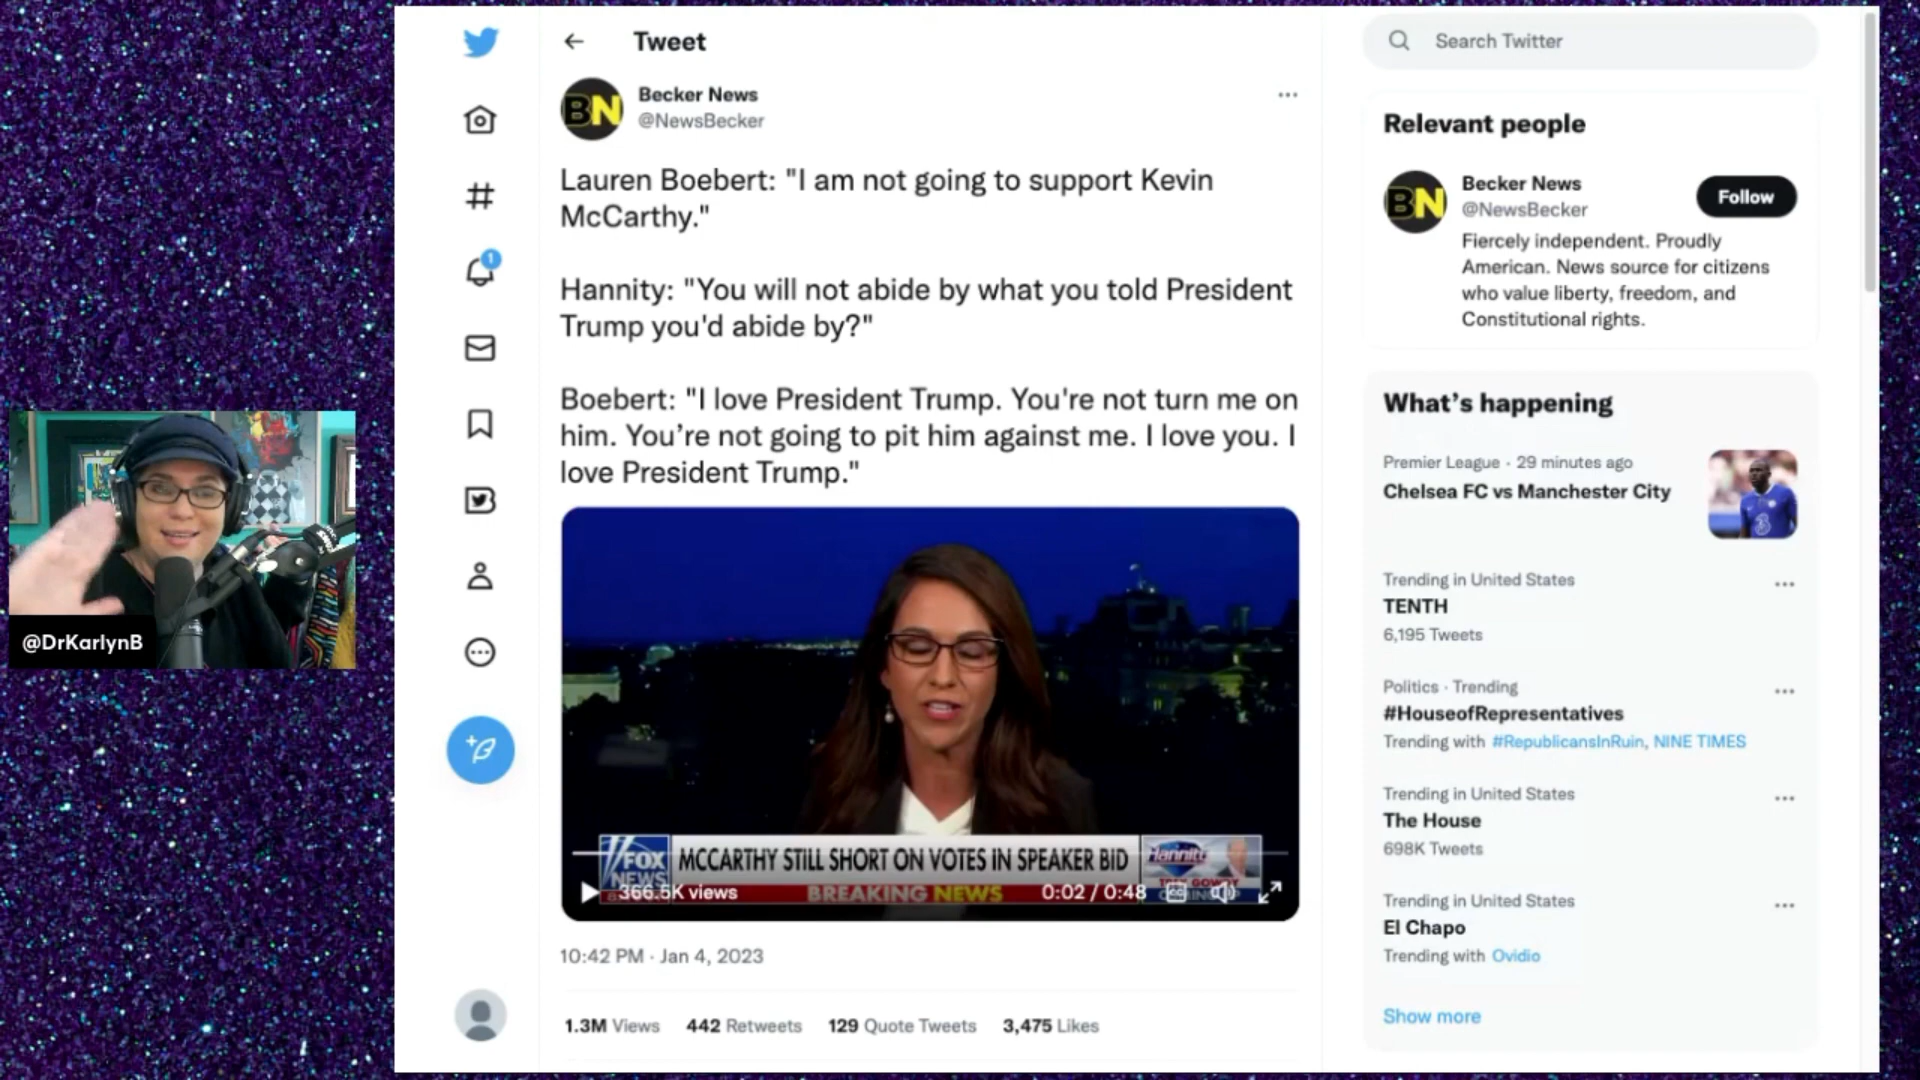 Tweet
BN
Becker News
@NewsBecker
Lauren Boebert: "I am not going to support Kevin
McCarthy."
Hannity: "You will not abide by what you told President
Trump you'd abide by?"
Boebert: "I love President Trump. You're not turn me on
him. You’re not going to pit him against me. I love you. I
love President Trump."
FOX
NEWS
MCCARTHY STILL SHORT ON VOTES IN SPEAKER BID
Hannity
BREAKING NEWS
TREY GOWDY
366.5K views
0:02 / 0:48
10:42 PM · Jan 4, 2023
1.3M Views 442 Retweets 129 Quote Tweets 3,475 Likes
1
@DrKarlynB
Search Twitter
Relevant people
BN
Becker News
@NewsBecker
Follow
Fiercely independent. Proudly
American. News source for citizens
who value liberty, freedom, and
Constitutional rights.
What’s happening
Premier League · 29 minutes ago
Chelsea FC vs Manchester City
3
Trending in United States
TENTH
6,195 Tweets
Politics · Trending
#HouseofRepresentatives
Trending with #RepublicansInRuin, NINE TIMES
Trending in United States
The House
698K Tweets
Trending in United States
El Chapo
Trending with Ovidio
Show more